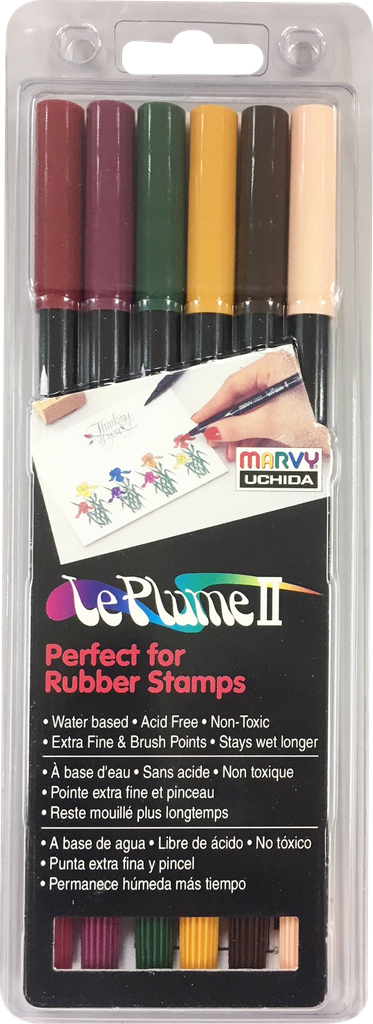 Thinking
of You
MARVY
UCHIDA
Le Plume II
Perfect for
Rubber Stamps
• Water based • Acid Free • Non-Toxic
• Extra Fine & Brush Points • Stays wet longer
• À base d'eau • Sans acide • Non toxique
• Pointe extra fine et pinceau
• Reste mouillé plus longtemps
• A base de agua • Libre de ácido • No tóxico
• Punta extra fina y pincel
• Permanece húmeda más tiempo